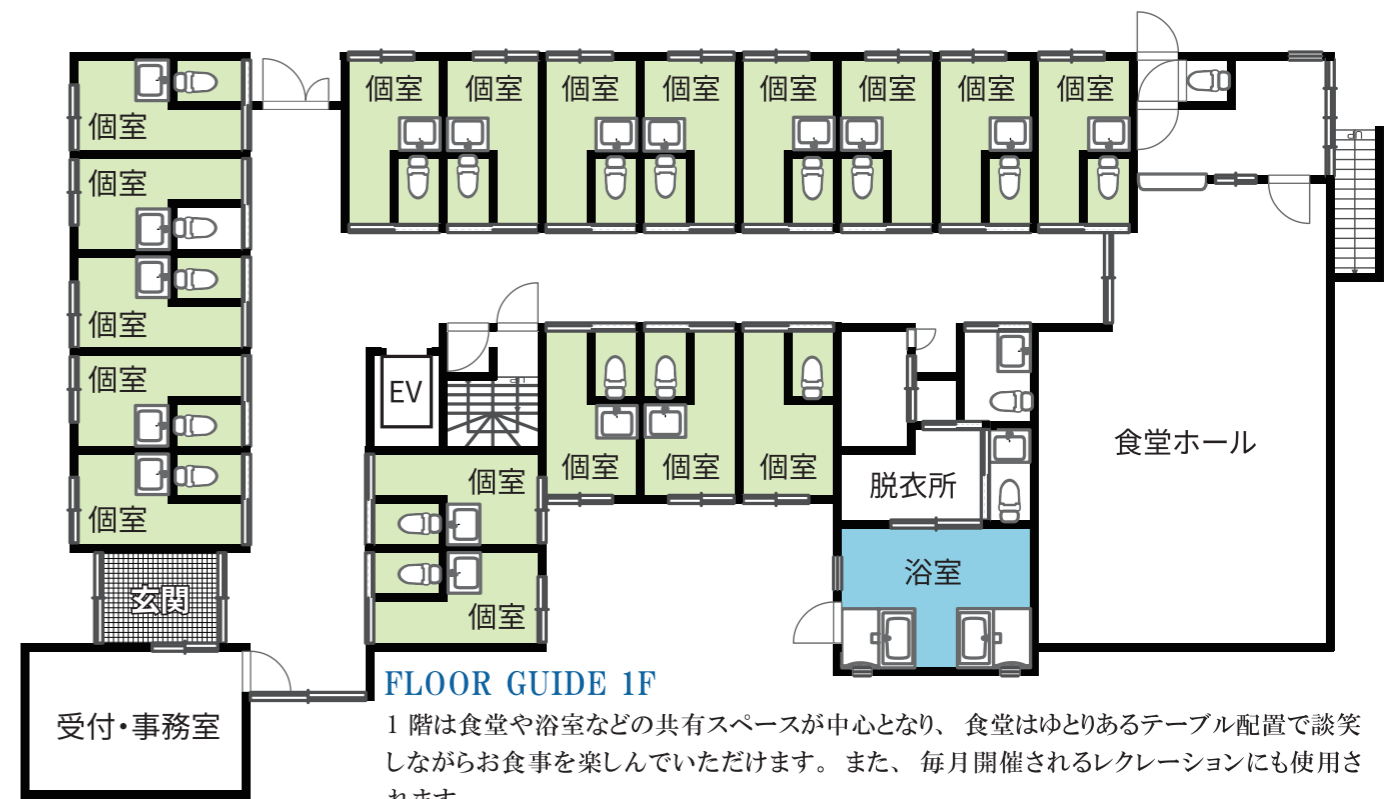 個室 個室 個室 個室 個室 個室 個室 個室
個室
個室
個室
個室
個室
EV
個室 個室 個室
個室
個室
脱衣所
浴室
食堂ホール
玄関
受付・事務室
FLOOR GUIDE 1F
1 階は食堂や浴室などの共有スペースが中心となり、食堂はゆとりあるテーブル配置で談笑
しながらお食事を楽しんでいただけます。また、毎月開催されるレクレーションにも使用さ
れます